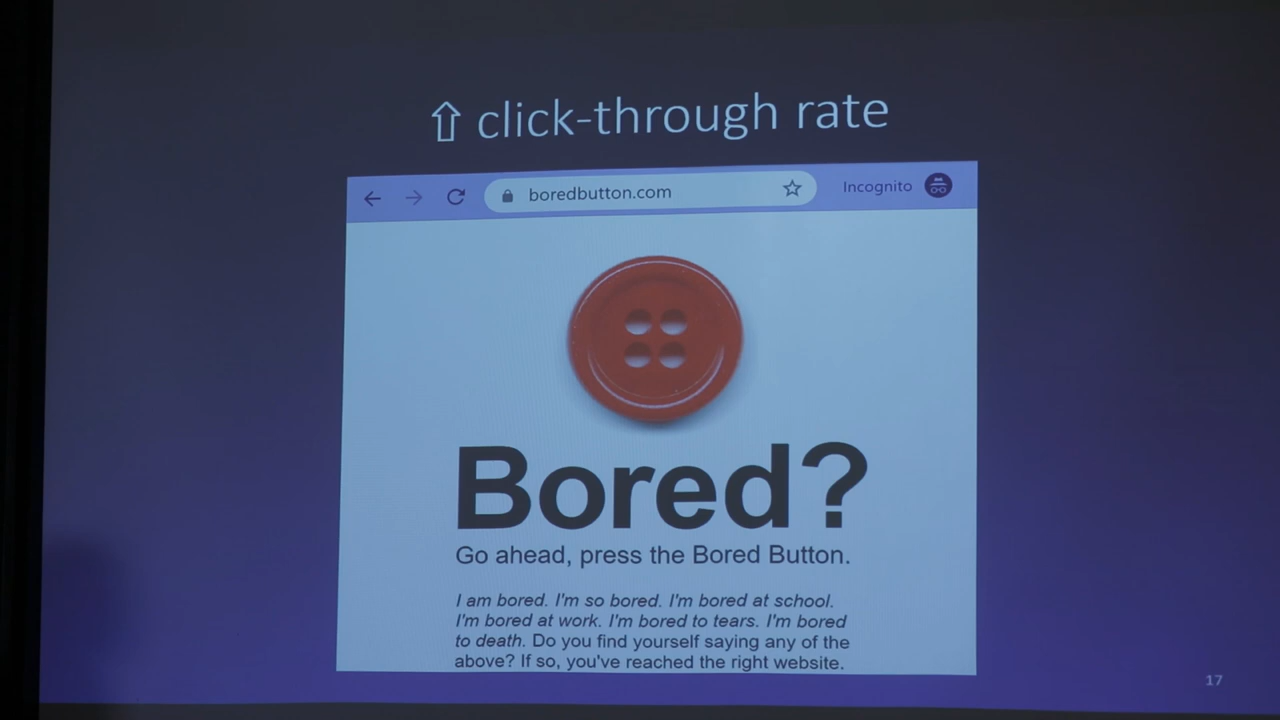 ⇧ click-through rate
boredbutton.com
Incognito
Bored?
Go ahead, press the Bored Button.
I am bored. I'm so bored. I'm bored at school.
I'm bored at work. I'm bored to tears. I'm bored
to death. Do you find yourself saying any of the
above? If so, you've reached the right website.
17